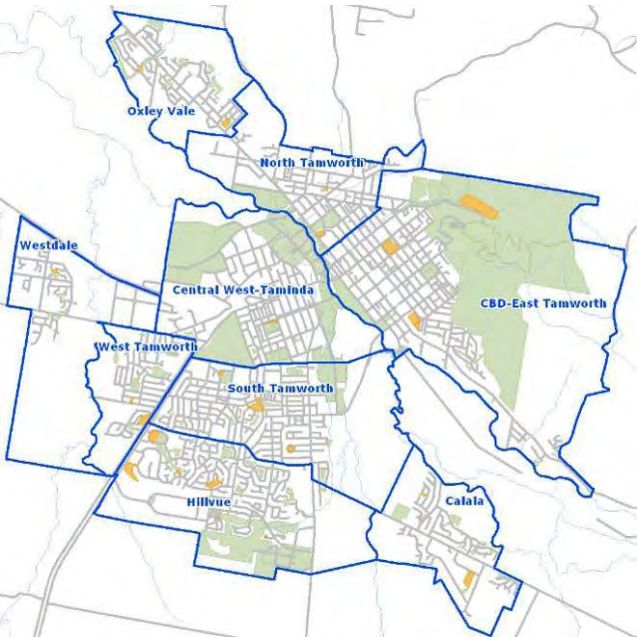 Oxley Vale
North Tamworth
Westdale
Central West-Taminda
CBD-East Tamworth
West Tamworth
South Tamworth
Hillvue
Calala